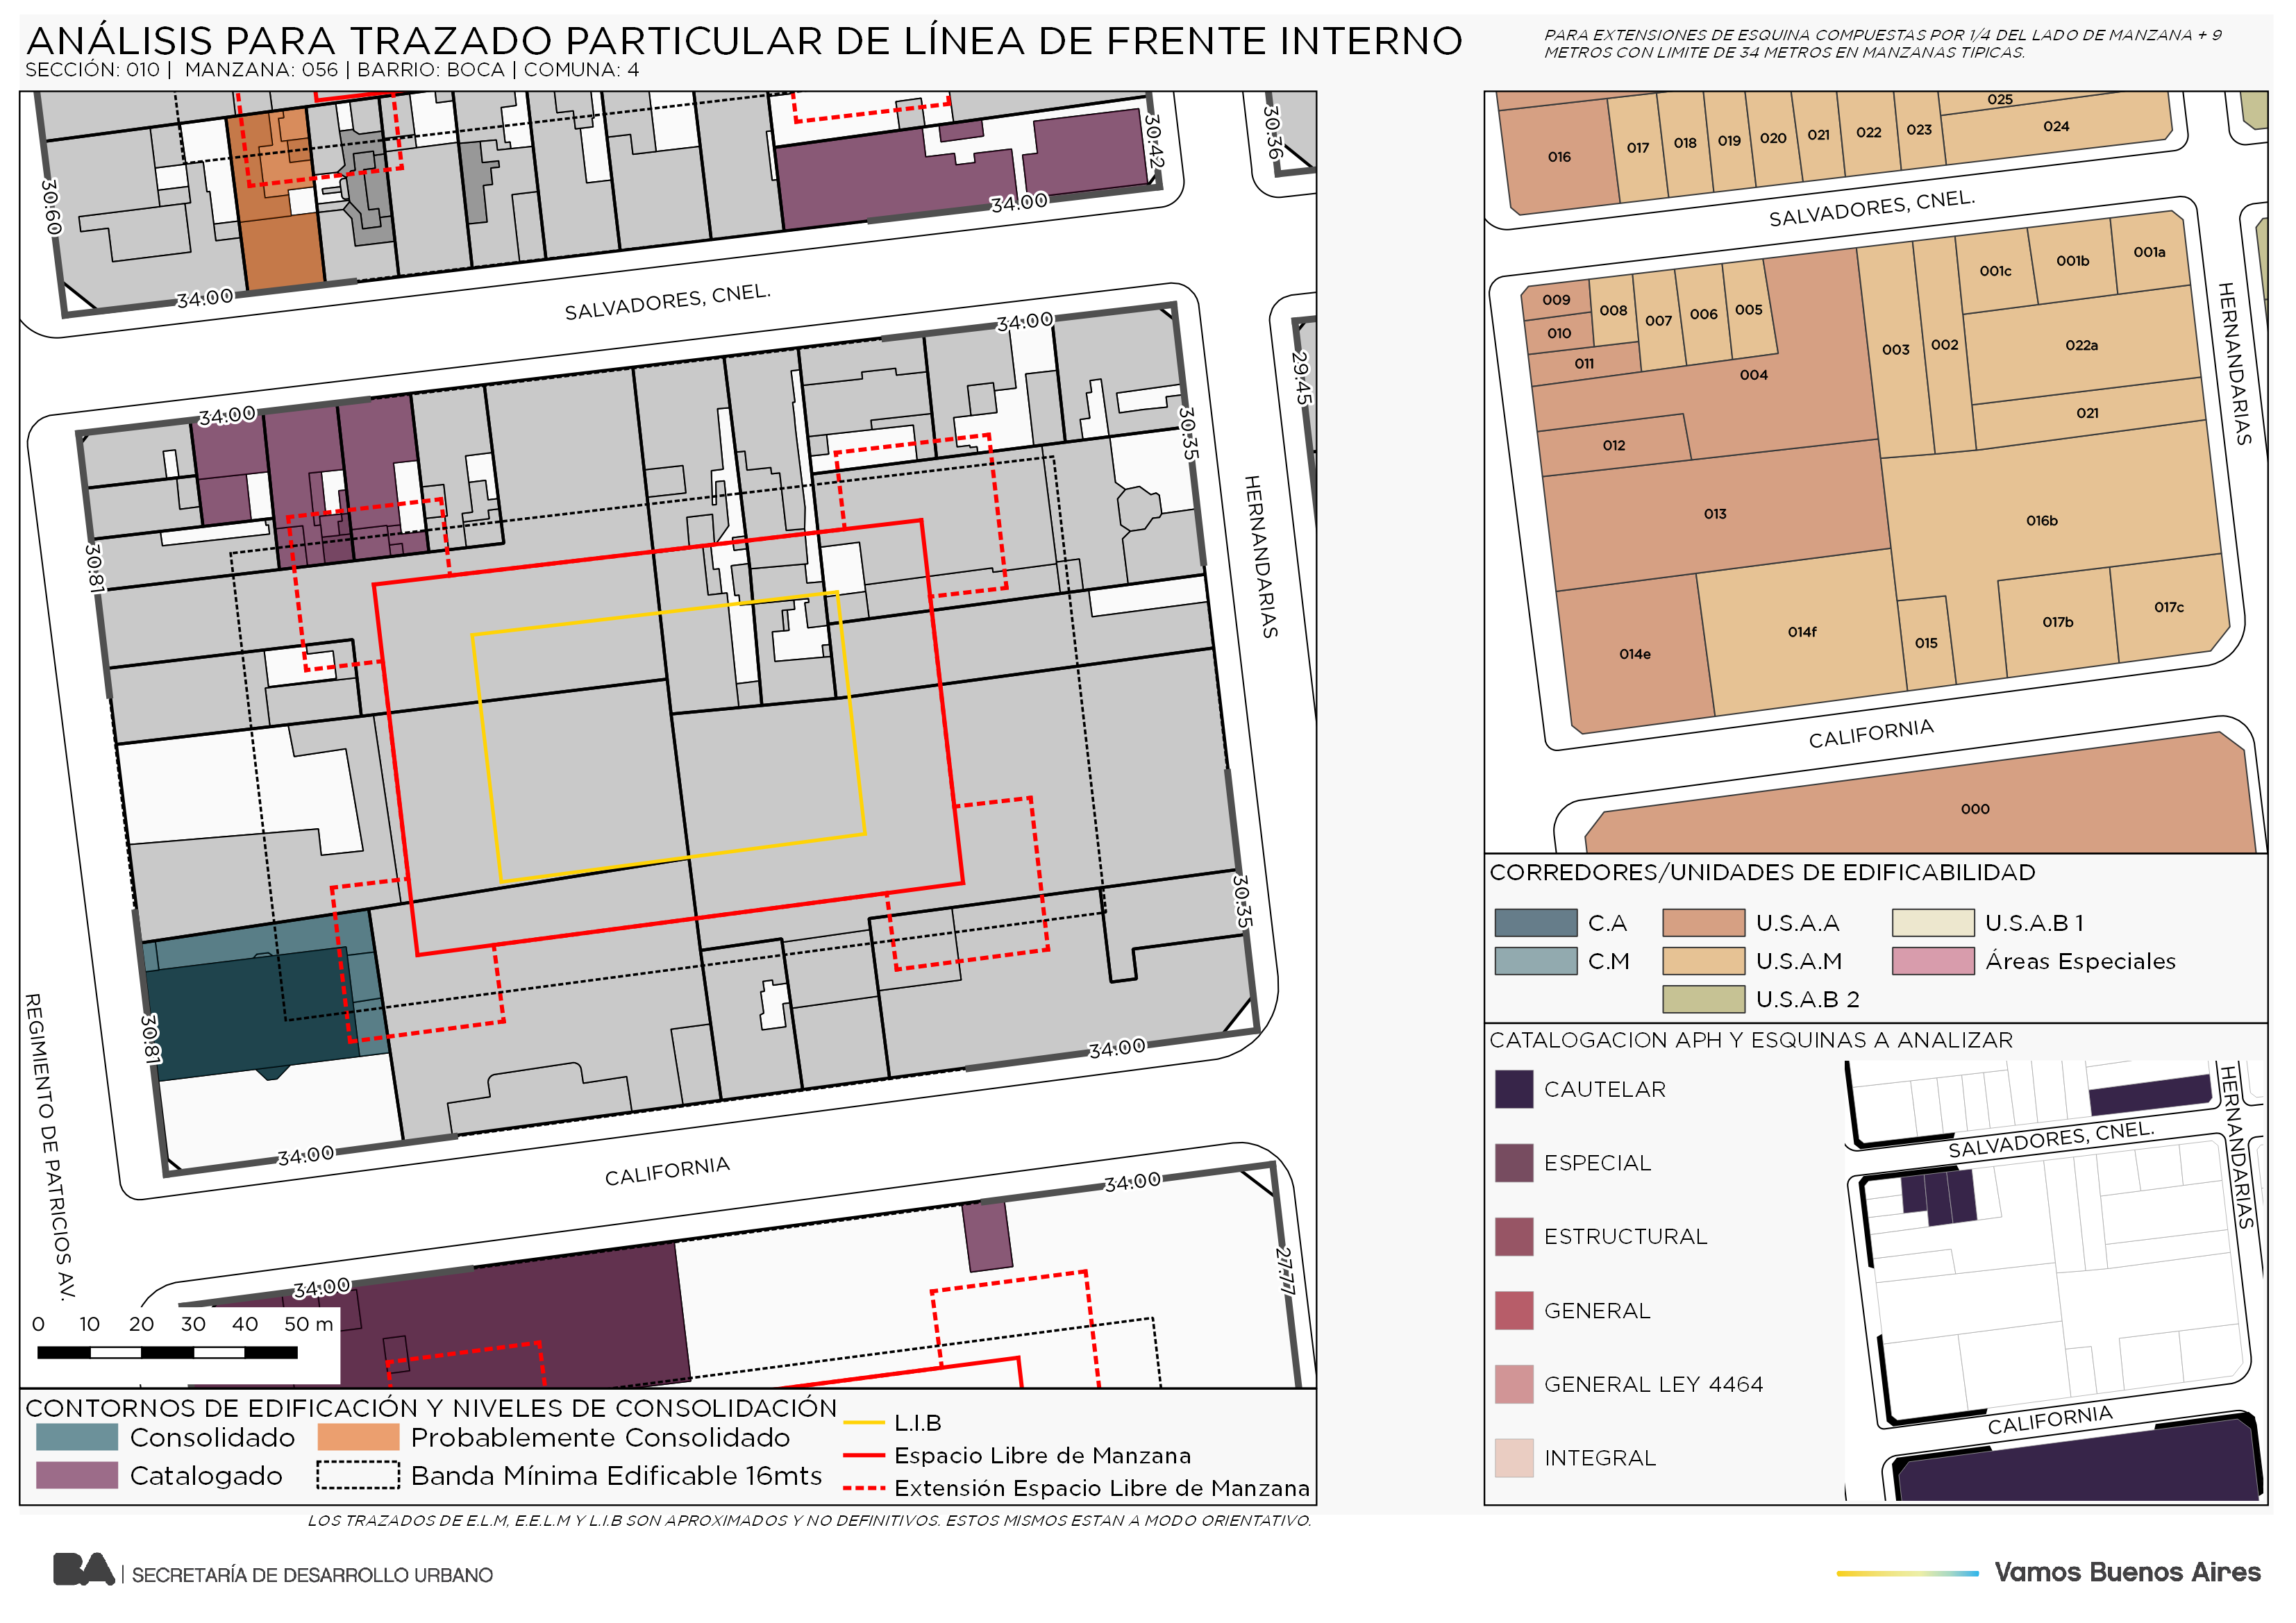 ANÁLISIS PARA TRAZADO PARTICULAR DE LÍNEA DE FRENTE INTERNO
SECCIÓN: 010 | MANZANA: 056 | BARRIO: BOCA | COMUNA: 4
PARA EXTENSIONES DE ESQUINA COMPUESTAS POR 1/4 DEL LADO DE MANZANA + 9
METROS CON LIMITE DE 34 METROS EN MANZANAS TIPICAS.
30.60
34.00
34.00
30.42
30.36
SALVADORES, CNEL.
34.00
34.00
29.45
30.35
30.81
HERNANDARIAS
30.35
30.81
34.00
34.00
REGIMIENTO DE PATRICIOS AV.
CALIFORNIA
34.00
34.00
27.77
0 10 20 30 40 50 m
CONTORNOS DE EDIFICACIÓN Y NIVELES DE CONSOLIDACIÓN
Consolidado
Probablemente Consolidado
Catalogado
Banda Mínima Edificable 16mts
L.I.B
Espacio Libre de Manzana
Extensión Espacio Libre de Manzana
LOS TRAZADOS DE E.L.M, E.E.L.M Y L.I.B SON APROXIMADOS Y NO DEFINITIVOS. ESTOS MISMOS ESTAN A MODO ORIENTATIVO.
016
017
018
019
020
021
022
023
025
024
SALVADORES, CNEL.
009
010
011
008
007
006
005
004
003
002
001c
001b
001a
022a
021
012
013
016b
014e
014f
015
017b
017c
HERNANDARIAS
CALIFORNIA
000
CORREDORES/UNIDADES DE EDIFICABILIDAD
C.A
U.S.A.A
U.S.A.B 1
C.M
U.S.A.M
Áreas Especiales
U.S.A.B 2
CATALOGACION APH Y ESQUINAS A ANALIZAR
CAUTELAR
ESPECIAL
ESTRUCTURAL
GENERAL
GENERAL LEY 4464
INTEGRAL
HERNANDARIAS
SALVADORES, CNEL.
CALIFORNIA
BA | SECRETARÍA DE DESARROLLO URBANO
Vamos Buenos Aires